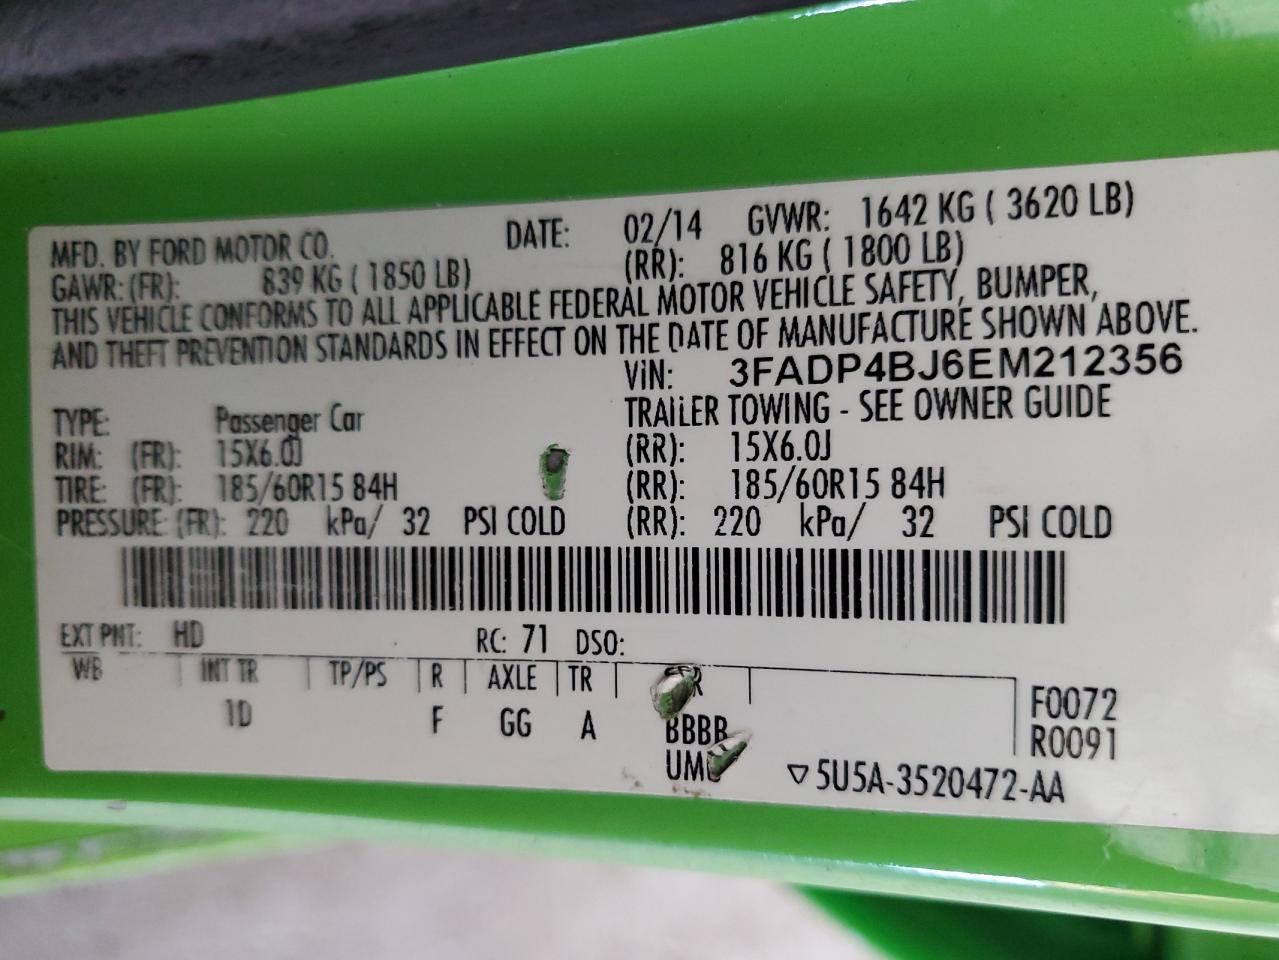 MFD. BY FORD MOTOR CO. DATE: 02/14 GVWR: 1642 KG ( 3620 LB)
GAWR: (FR): 839 KG ( 1850 LB) (RR): 816 KG ( 1800 LB)
THIS VEHICLE CONFORMS TO ALL APPLICABLE FEDERAL MOTOR VEHICLE SAFETY, BUMPER,
AND THEFT PREVENTION STANDARDS IN EFFECT ON THE DATE OF MANUFACTURE SHOWN ABOVE.
VIN: 3FADP4BJ6EM212356
TYPE: Passenger Car TRAILER TOWING - SEE OWNER GUIDE
RIM: (FR): 15X6.0J (RR): 15X6.0J
TIRE: (FR): 185/60R15 84H (RR): 185/60R15 84H
PRESSURE: (FR): 220 kPa/ 32 PSI COLD (RR): 220 kPa/ 32 PSI COLD
EXT PNT: HD RC: 71 DSO:
WB INT TR TP/PS R AXLE TR
1D F GG A BBBB
F0072
R0091
▽5U5A-3520472-AA